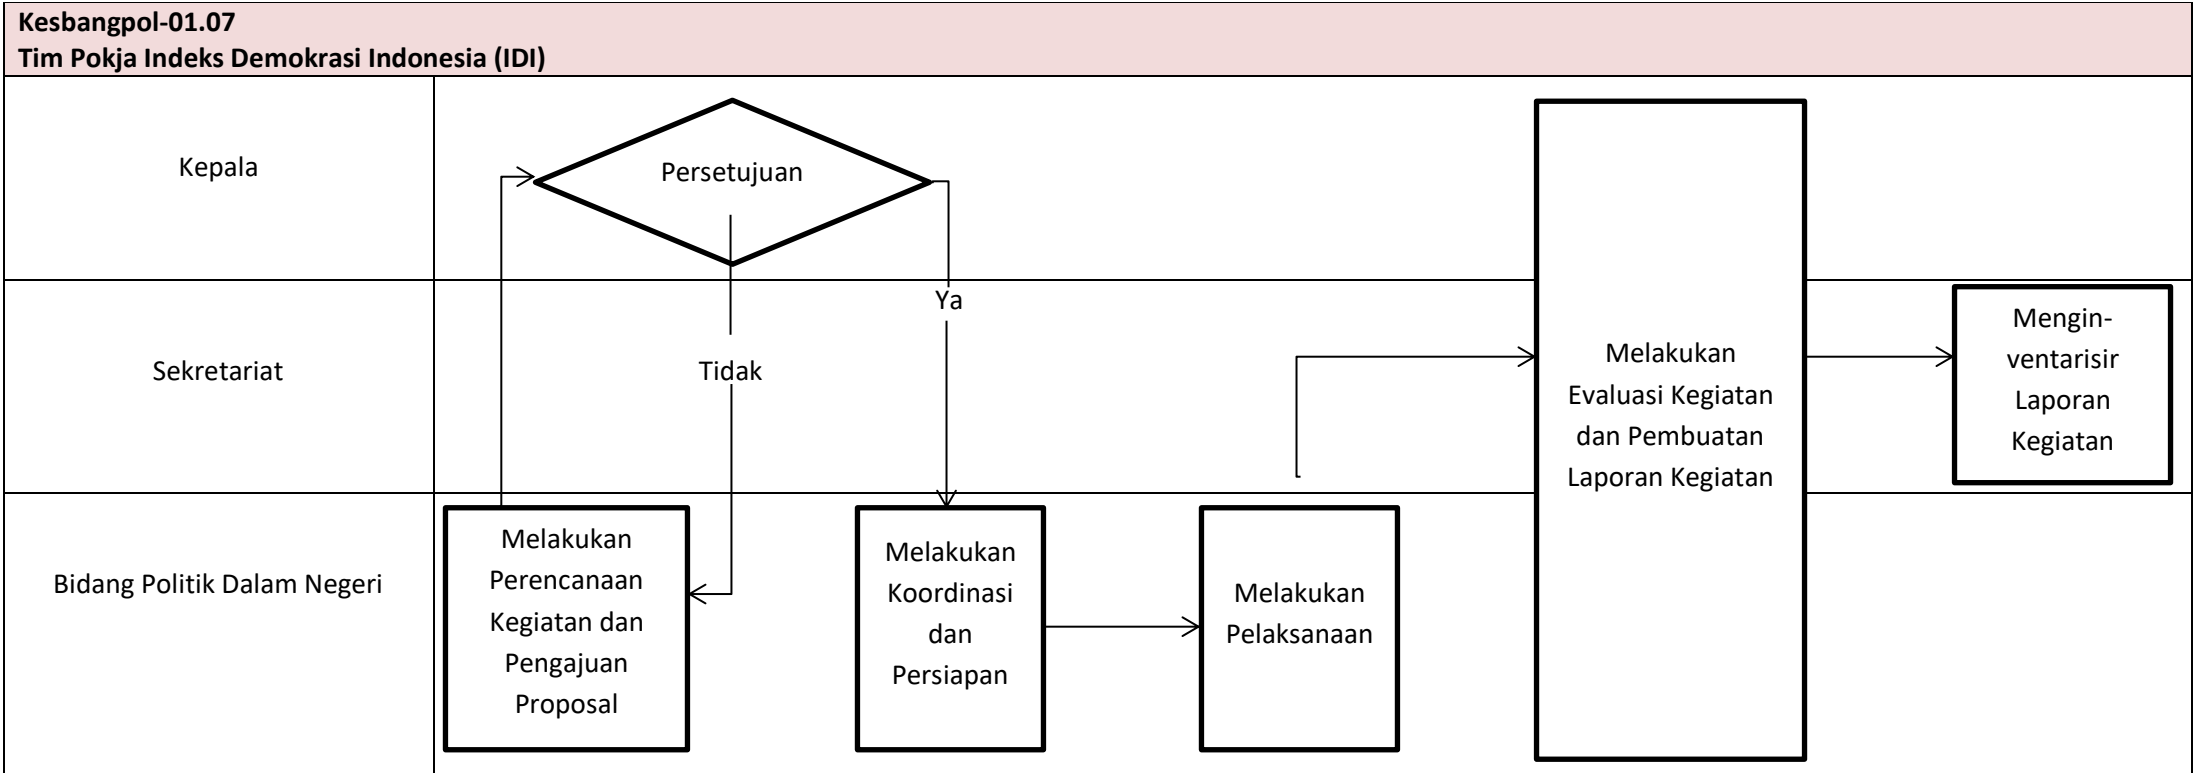 Kesbangpol-01.07
Tim Pokja Indeks Demokrasi Indonesia (IDI)
Kepala
Persetujuan
Ya
Sekretariat
Tidak
Melakukan
Evaluasi Kegiatan
dan Pembuatan
Laporan Kegiatan
Mengin-
ventarisir
Laporan
Kegiatan
Bidang Politik Dalam Negeri
Melakukan
Perencanaan
Kegiatan dan
Pengajuan
Proposal
Melakukan
Koordinasi
dan
Persiapan
Melakukan
Pelaksanaan